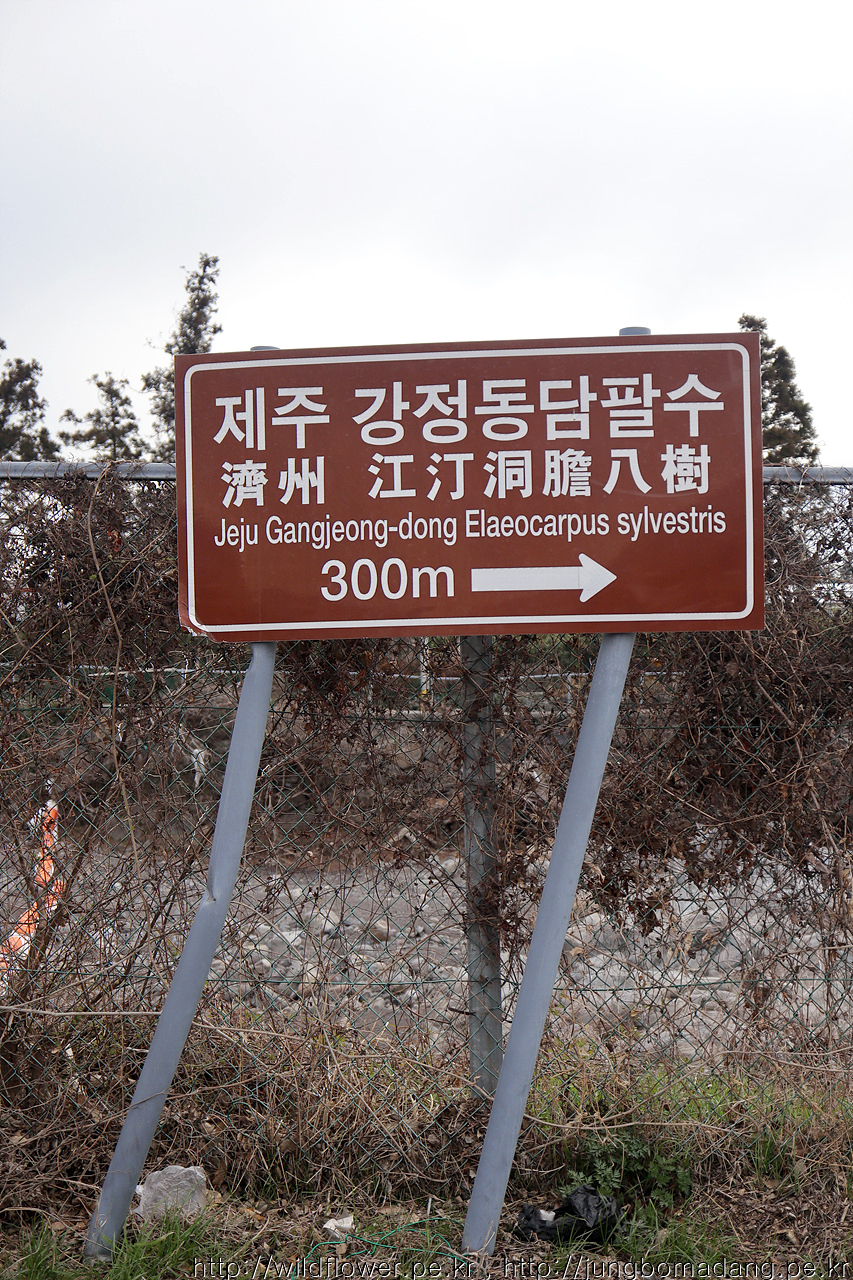 제주 강정동담팔수
濟州 江汀洞膽八樹
Jeju Gangjeong-dong Elaeocarpus sylvestris
300m
http://wildflower.pe.kr , http://jungbomadang.pe.kr